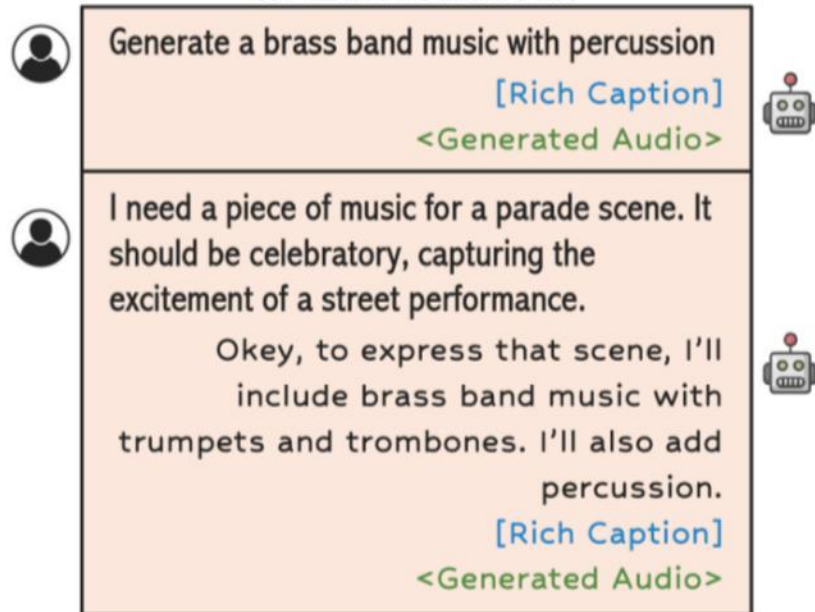 Generate a brass band music with percussion
[Rich Caption]
<Generated Audio>
I need a piece of music for a parade scene. It
should be celebratory, capturing the
excitement of a street performance.
Okey, to express that scene, I'll
include brass band music with
trumpets and trombones. I'll also add
percussion.
[Rich Caption]
<Generated Audio>